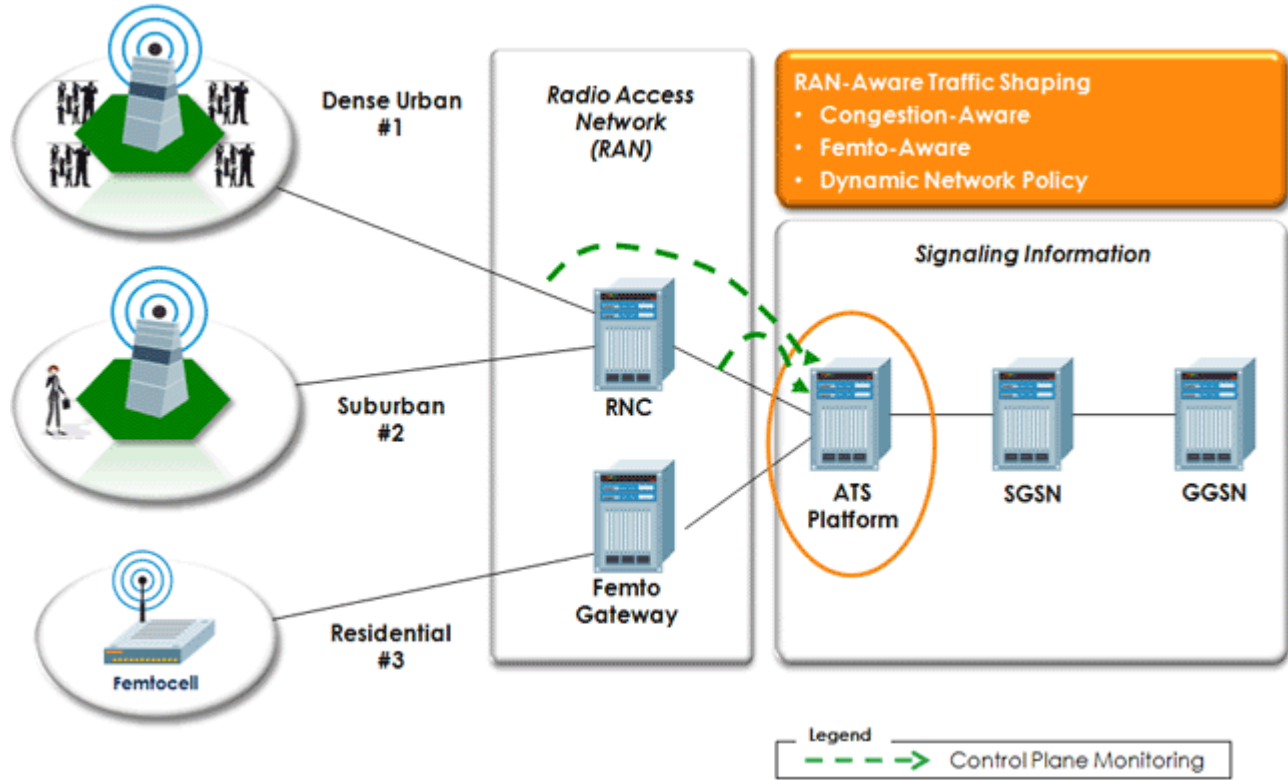 Dense Urban
#1
Radio Access
Network
(RAN)
RAN-Aware Traffic Shaping
• Congestion-Aware
• Femto-Aware
• Dynamic Network Policy
Signaling Information
Suburban
#2
RNC
ATS
Platform
SGSN
GGSN
Femto
Gateway
Residential
#3
Femtocell
Legend
Control Plane Monitoring